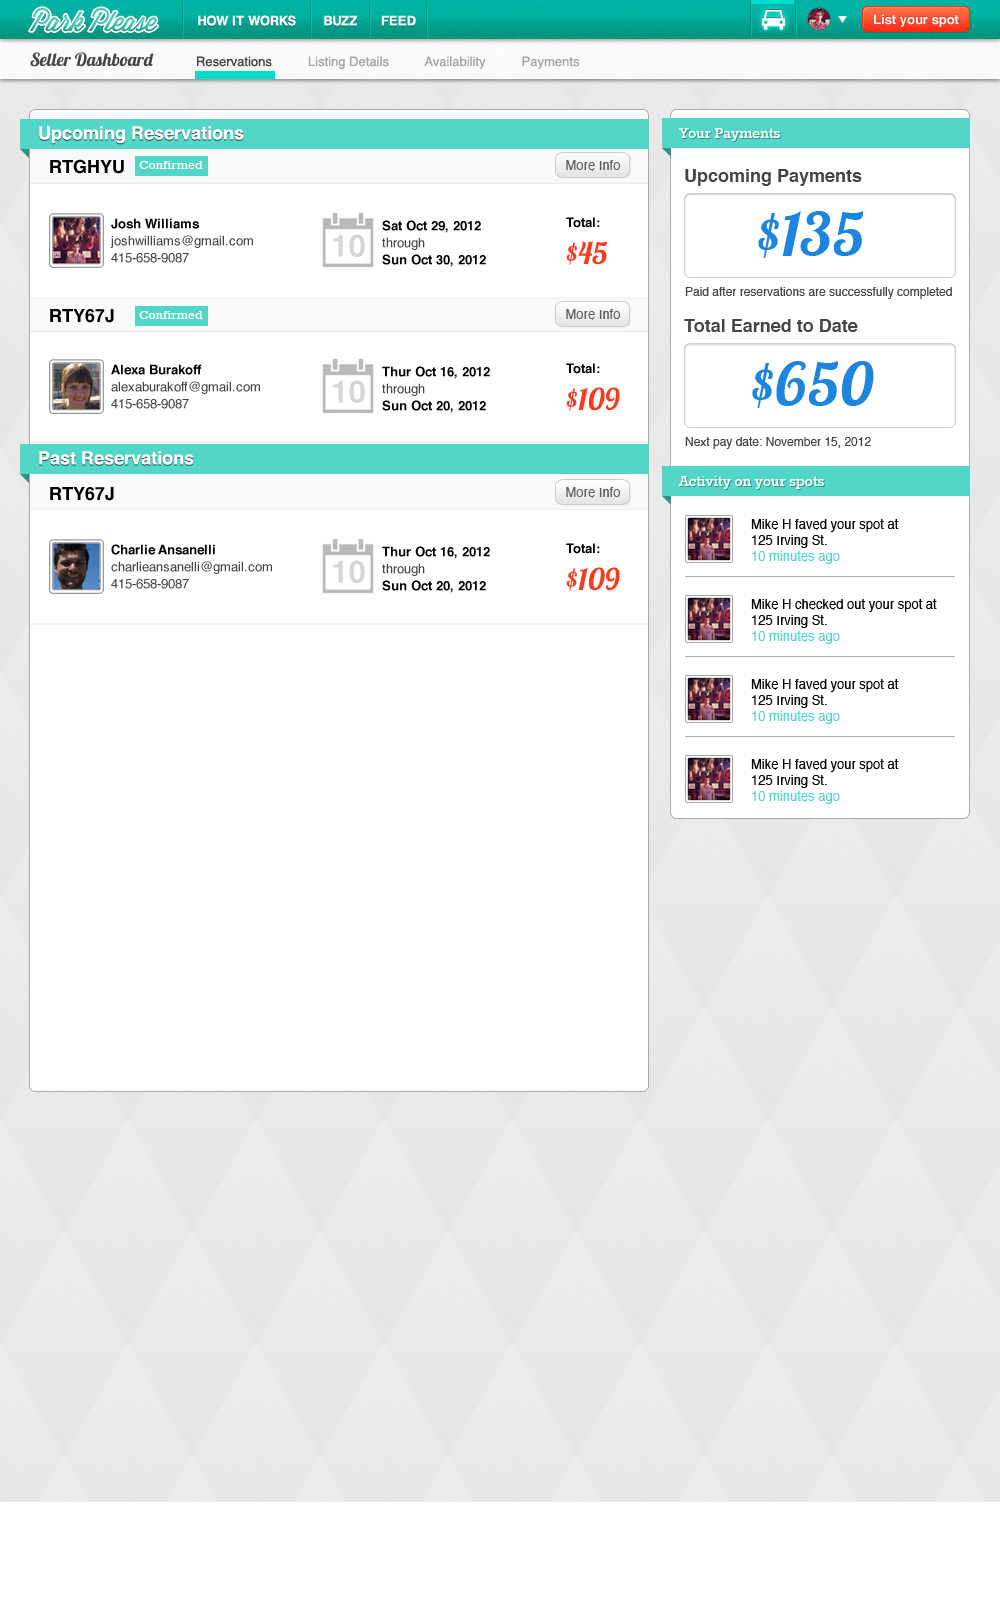 Park Please
HOW IT WORKS
BUZZ
FEED
List your spot
Seller Dashboard
Reservations
Listing Details
Availability
Payments
Upcoming Reservations
RTGHYU
Confirmed
More Info
Josh Williams
joshwilliams@gmail.com
415-658-9087
10
Sat Oct 29, 2012
through
Sun Oct 30, 2012
Total:
$45
RTY67J
Confirmed
More Info
Alexa Burakoff
alexaburakoff@gmail.com
415-658-9087
10
Thur Oct 16, 2012
through
Sun Oct 20, 2012
Total:
$109
Past Reservations
RTY67J
More Info
Charlie Ansanelli
charlieansanelli@gmail.com
415-658-9087
10
Thur Oct 16, 2012
through
Sun Oct 20, 2012
Total:
$109
Your Payments
Upcoming Payments
$135
Paid after reservations are successfully completed
Total Earned to Date
$650
Next pay date: November 15, 2012
Activity on your spots
Mike H faved your spot at
125 Irving St.
10 minutes ago
Mike H checked out your spot at
125 Irving St.
10 minutes ago
Mike H faved your spot at
125 Irving St.
10 minutes ago
Mike H faved your spot at
125 Irving St.
10 minutes ago